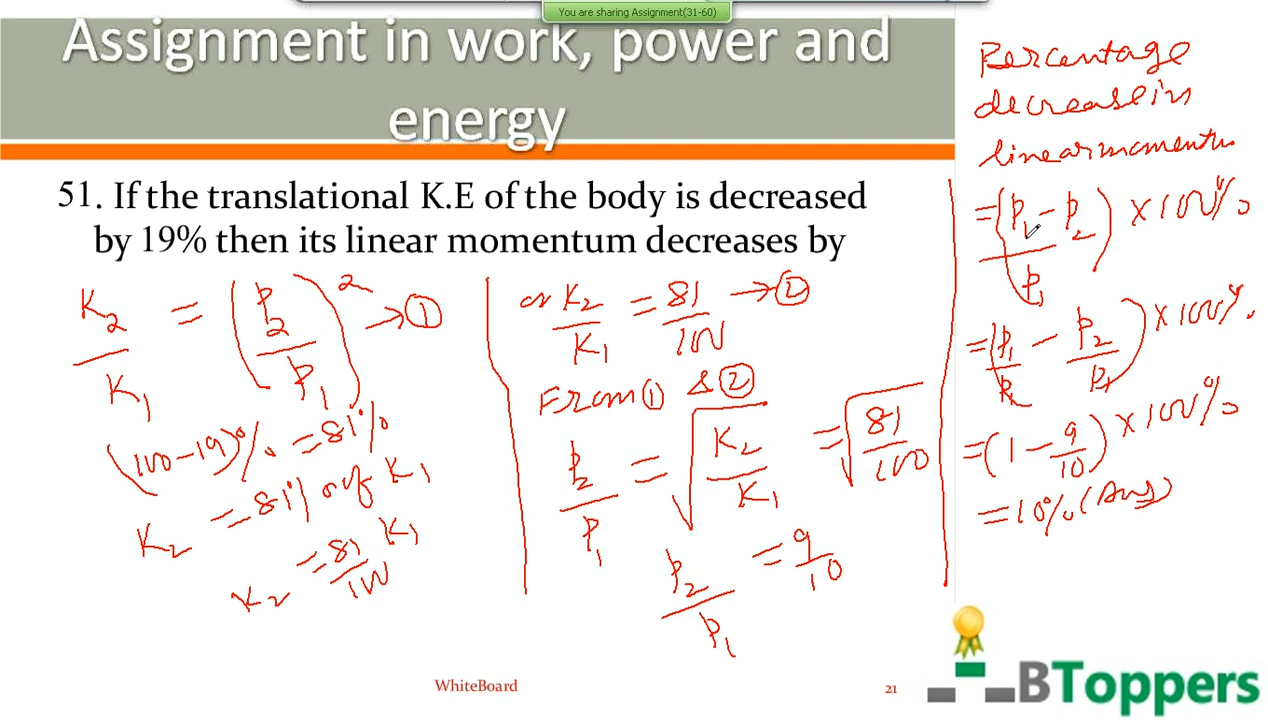 You are sharing Assignment(31-60)
Assignment in work, power and
energy
51. If the translational K.E of the body is decreased
by 19% then its linear momentum decreases by
K₂/K₁ = (P₂/P₁)² → ①
(100-19)% = 81%
K₂ = 81% of K₁
K₂ = 81/100 K₁
or K₂/K₁ = 81/100 → ②
From ① & ②
P₂/P₁ = √(K₂/K₁) = √(81/100)
P₂/P₁ = 9/10
Percentage
decrease in
linear momentum
= (P₁ - P₂)/P₁ × 100%
= (P₁/P₁ - P₂/P₁) × 100%
= (1 - 9/10) × 100%
= 10% (Ans)
WhiteBoard
21
BToppers